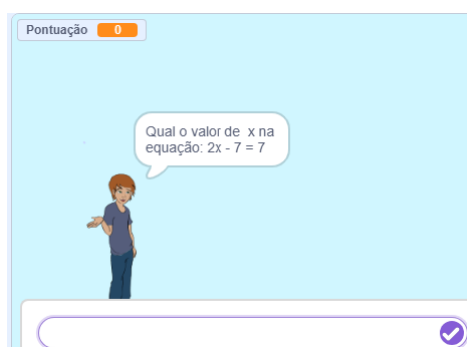 Pontuação 0
Qual o valor de x na
equação: 2x - 7 = 7